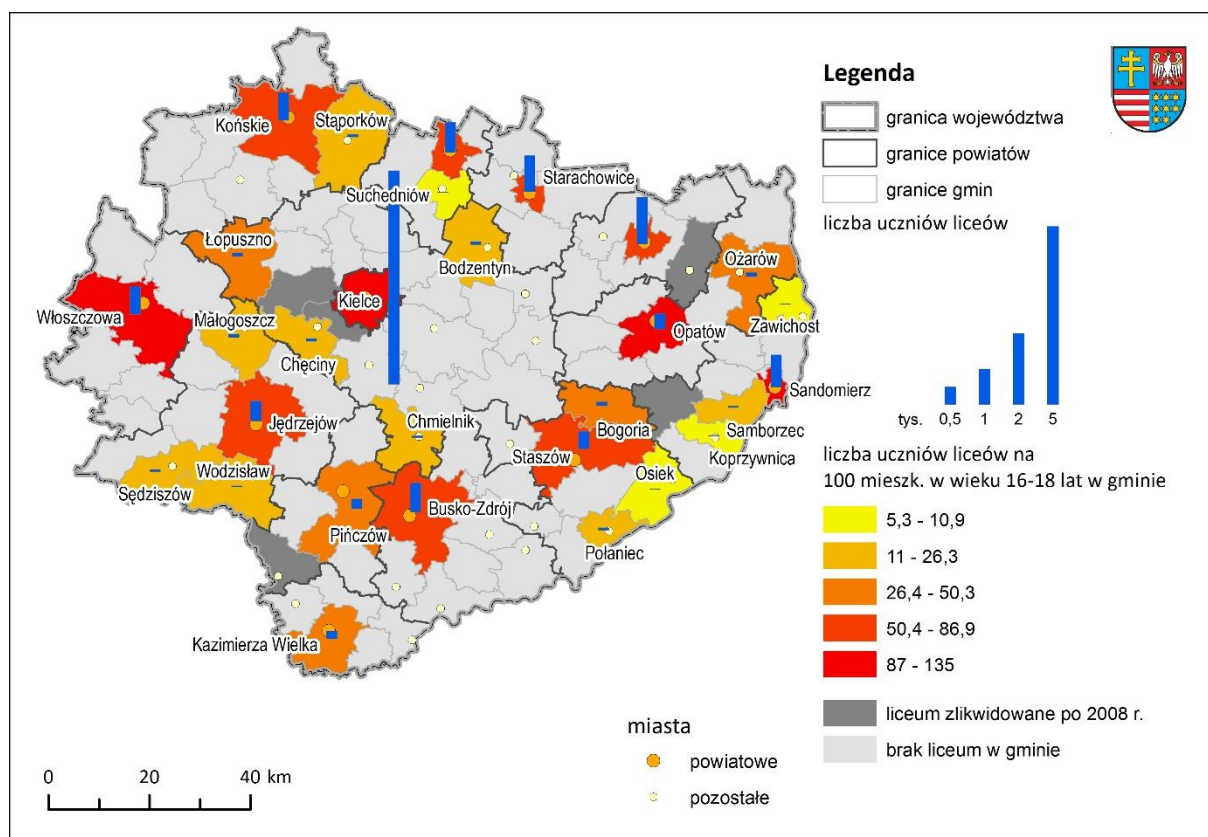 Końskie
Stąporków
Suchedniów
Starachowice
Łopuszno
Bodzentyn
Ożarów
Kielce
Włoszczowa
Małogoszcz
Zawichost
Opatów
Chęciny
Sandomierz
Jędrzejów
Chmielnik
Bogoria
Samborzec
Staszów
Koprzywnica
Wodzisław
Osiek
Sędziszów
Busko-Zdrój
Pińczów
Połaniec
Kazimierza Wielka
0 20 40 km
miasta
powiatowe
pozostałe
Legenda
granica województwa
granice powiatów
granice gmin
liczba uczniów liceów
tys. 0,5 1 2 5
liczba uczniów liceów na
100 mieszk. w wieku 16-18 lat w gminie
5,3 - 10,9
11 - 26,3
26,4 - 50,3
50,4 - 86,9
87 - 135
liceum zlikwidowane po 2008 r.
brak liceum w gminie